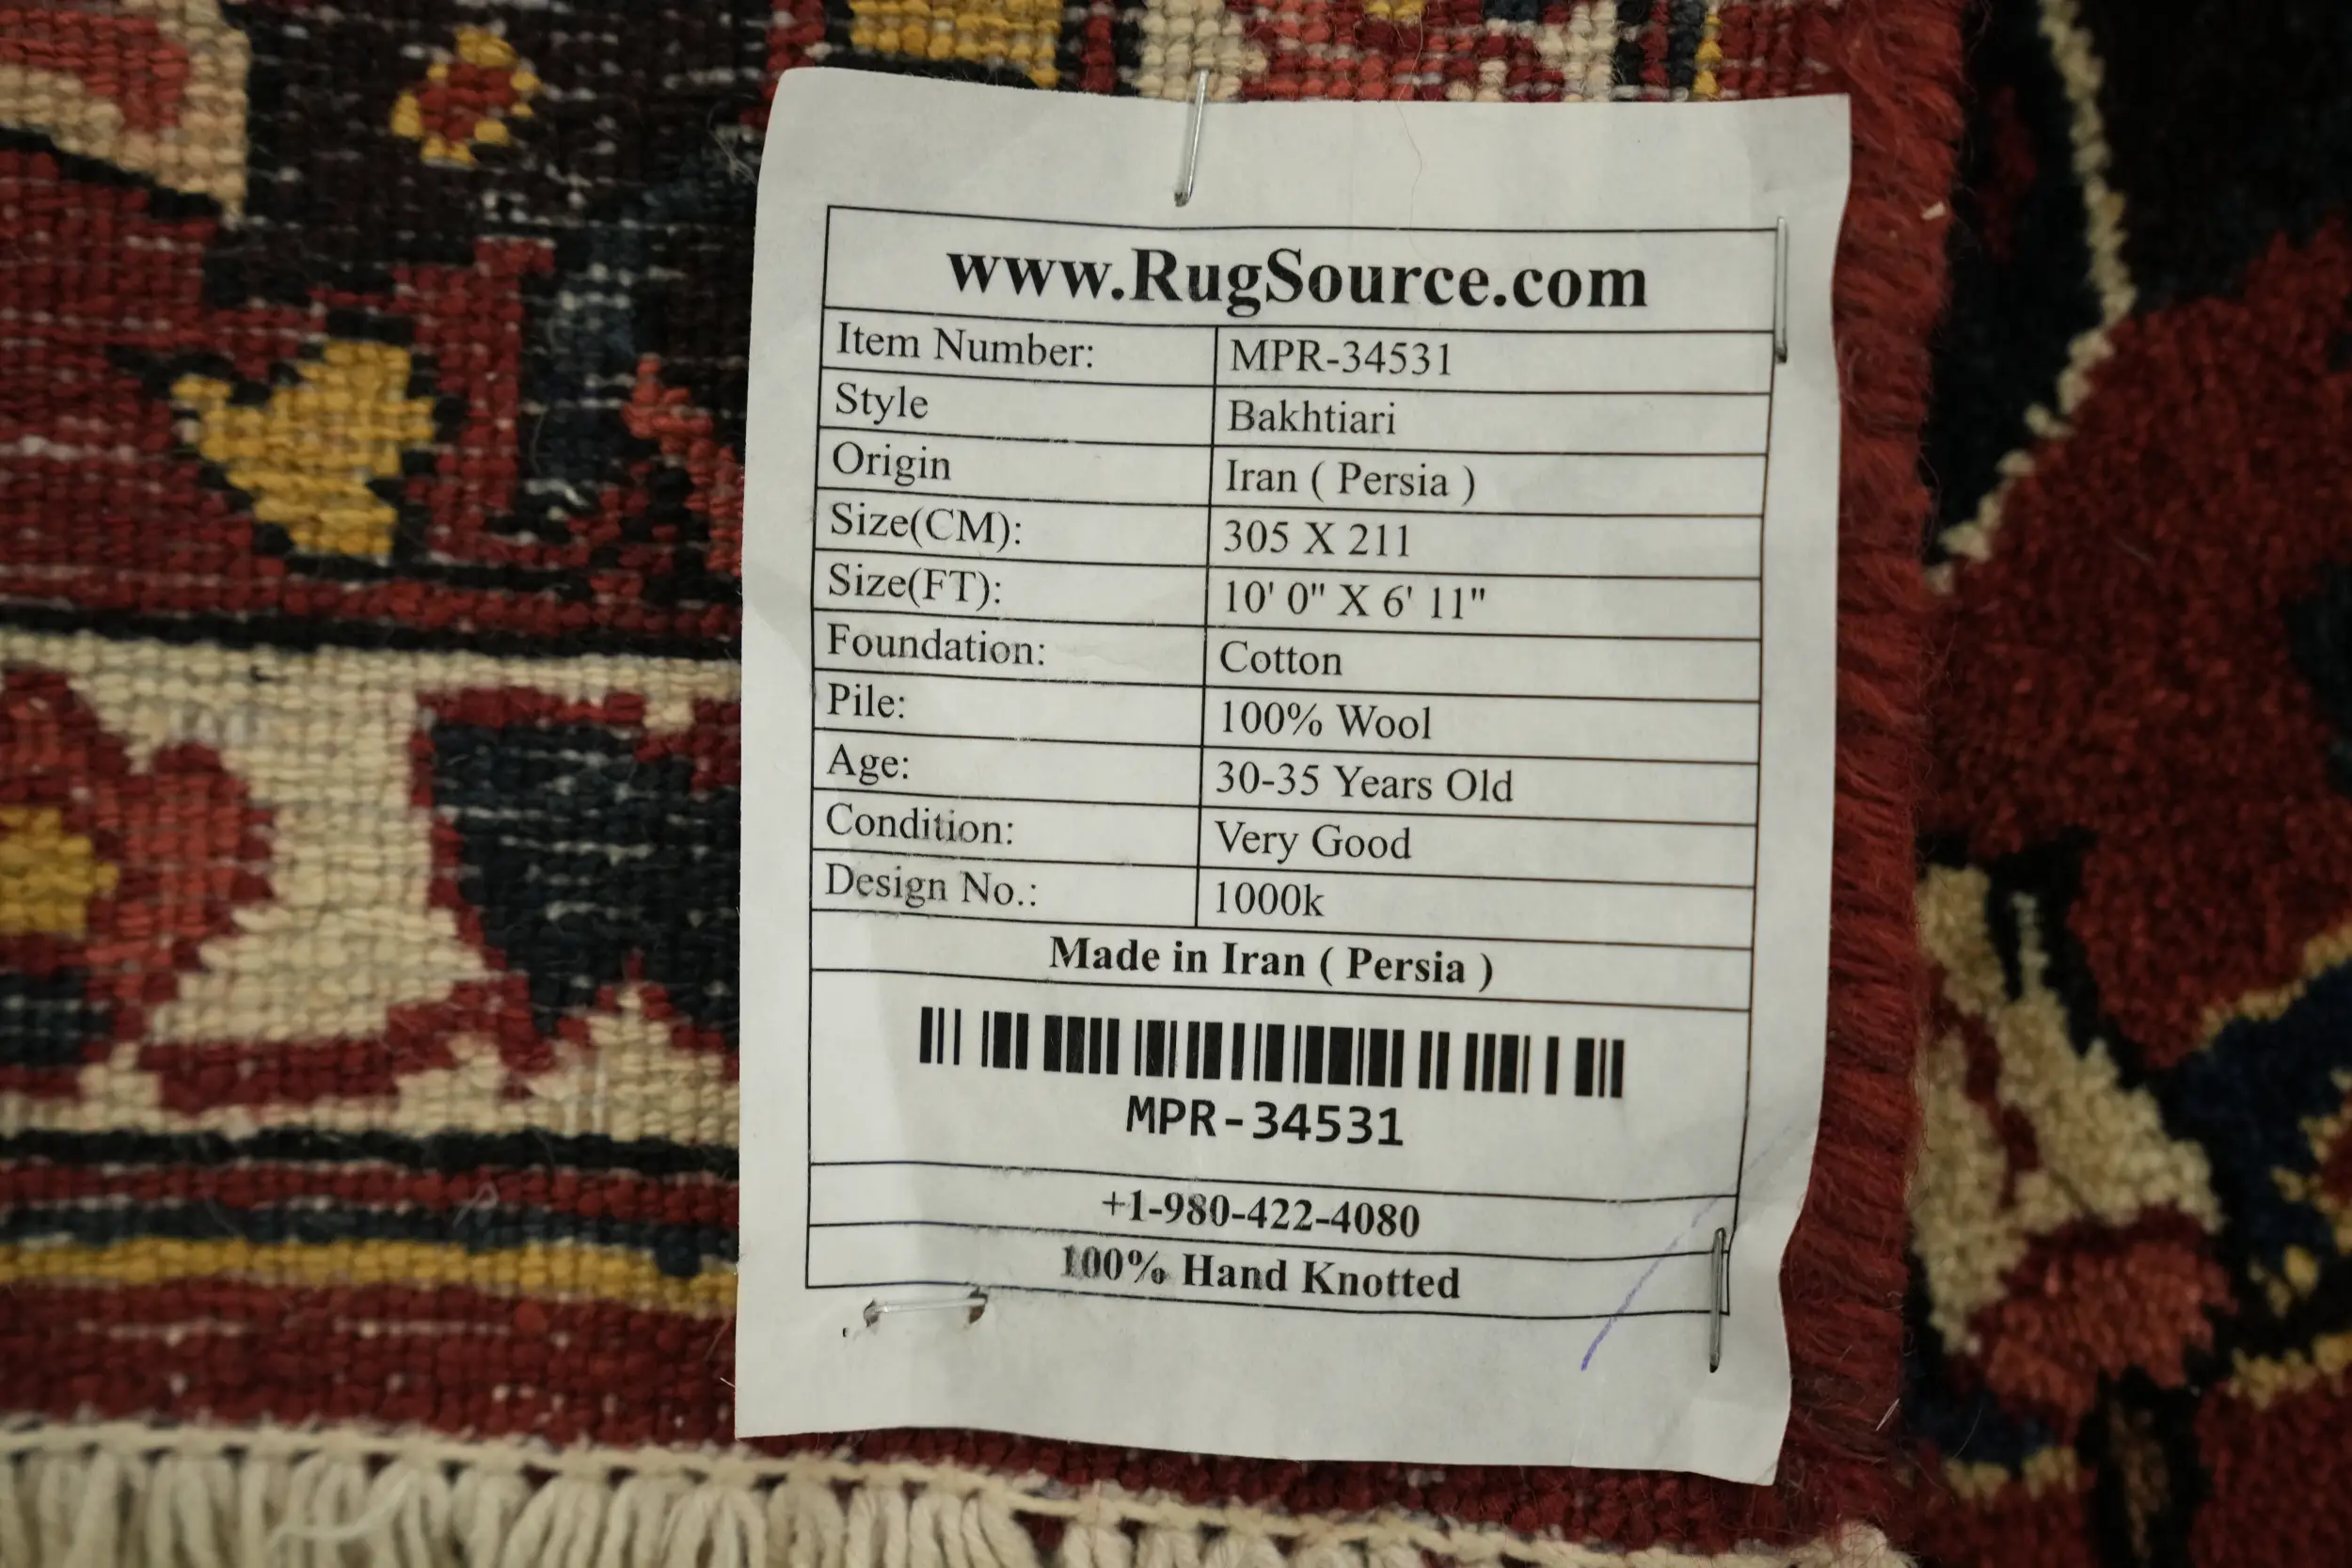 www.RugSource.com
Item Number: MPR-34531
Style Bakhtiari
Origin Iran ( Persia )
Size(CM): 305 X 211
Size(FT): 10' 0" X 6' 11"
Foundation: Cotton
Pile: 100% Wool
Age: 30-35 Years Old
Condition: Very Good
Design No.: 1000k
Made in Iran ( Persia )
MPR-34531
+1-980-422-4080
100% Hand Knotted